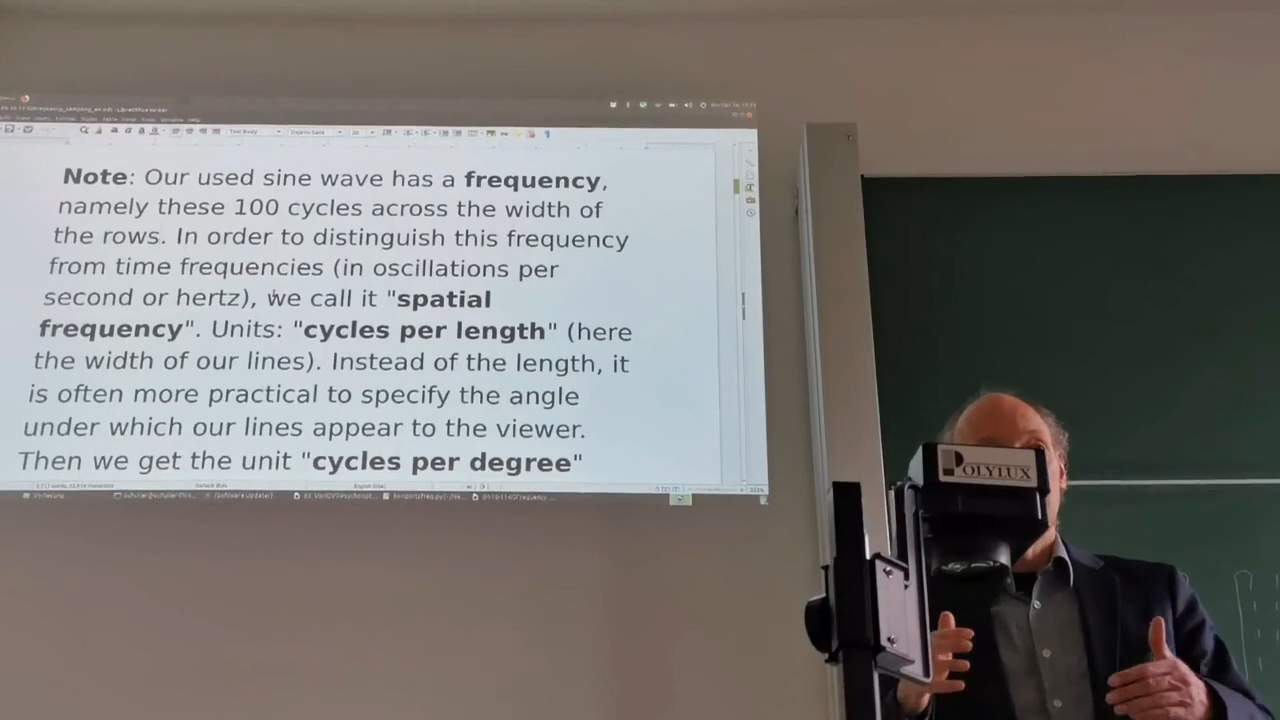 Note: Our used sine wave has a frequency,
namely these 100 cycles across the width of
the rows. In order to distinguish this frequency
from time frequencies (in oscillations per
second or hertz), we call it "spatial
frequency". Units: "cycles per length" (here
the width of our lines). Instead of the length, it
is often more practical to specify the angle
under which our lines appear to the viewer.
Then we get the unit "cycles per degree"
POLYLUX